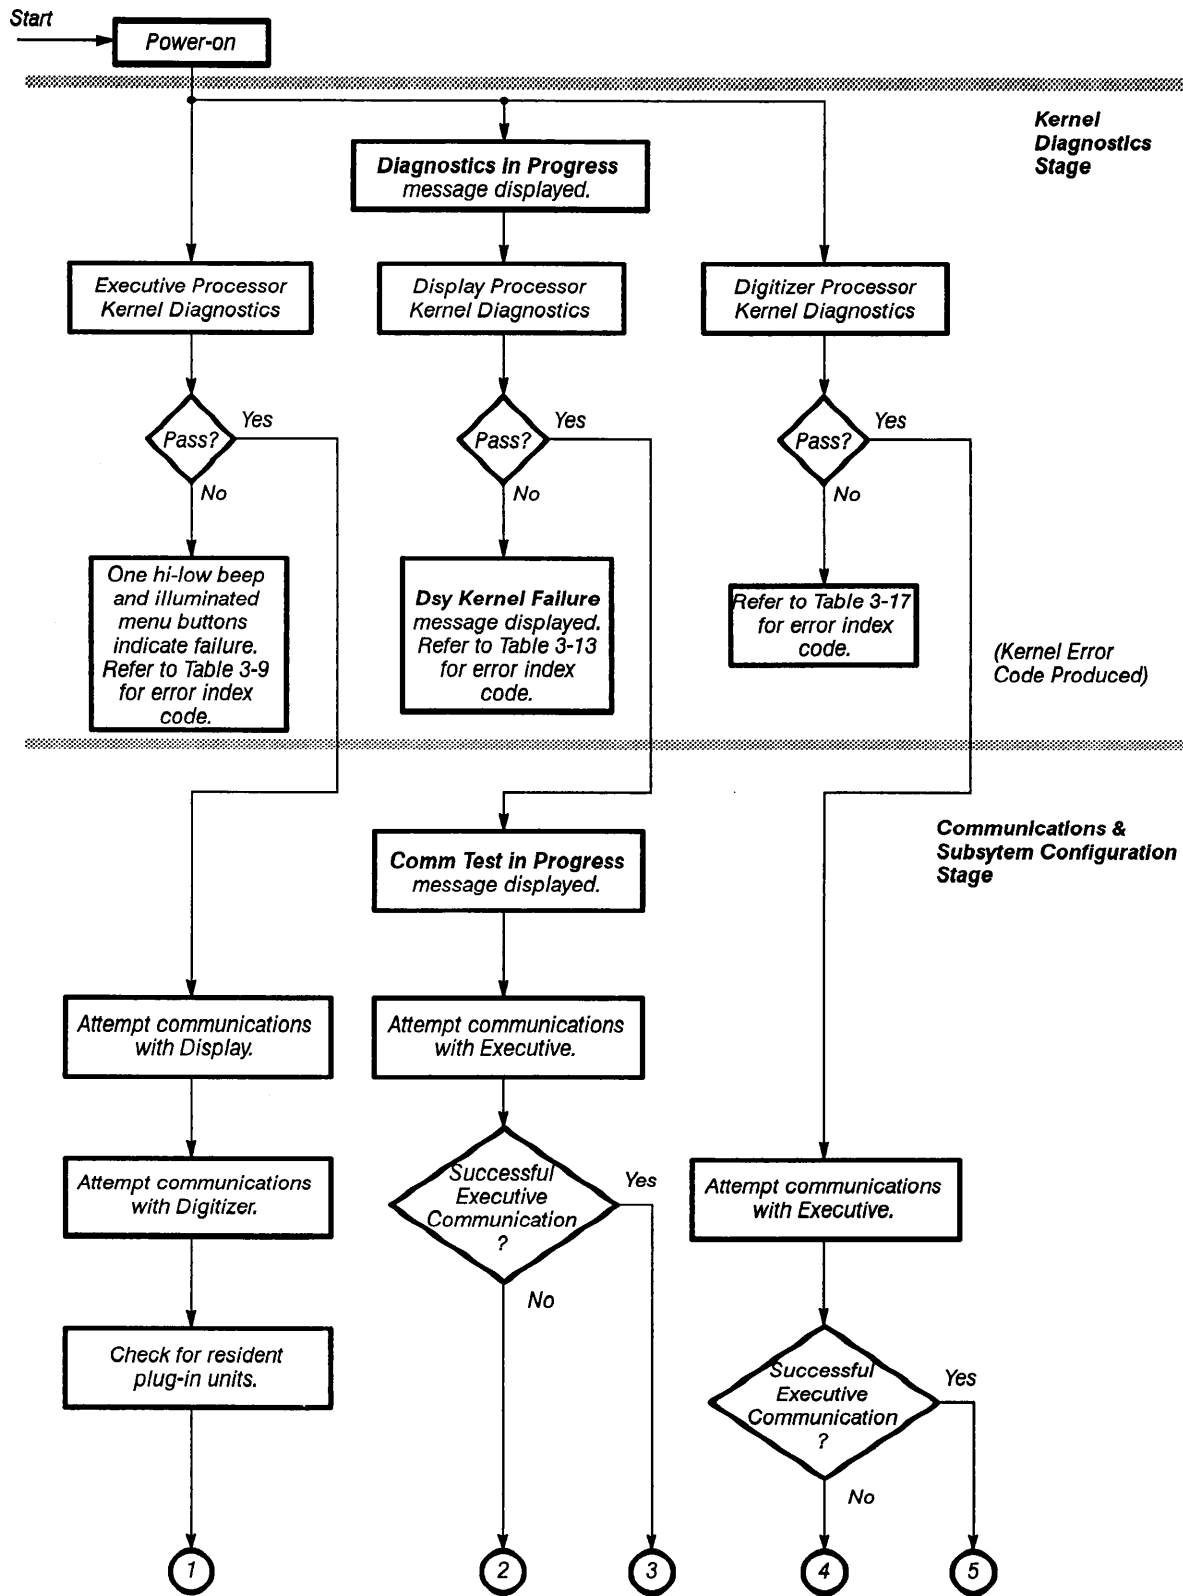 Start
Power-on
Kernel
Diagnostics
Stage
Diagnostics in Progress
message displayed.
Executive Processor
Kernel Diagnostics
Display Processor
Kernel Diagnostics
Digitizer Processor
Kernel Diagnostics
Pass?
Yes
No
Pass?
Yes
No
Pass?
Yes
No
One hi-low beep
and illuminated
menu buttons
indicate failure.
Refer to Table 3-9
for error index
code.
Dsy Kernel Failure
message displayed.
Refer to Table 3-13
for error index
code.
Refer to Table 3-17
for error index
code.
(Kernel Error
Code Produced)
Communications &
Subsytem Configuration
Stage
Comm Test in Progress
message displayed.
Attempt communications
with Display.
Attempt communications
with Executive.
Attempt communications
with Digitizer.
Successful
Executive
Communication
?
Yes
No
Attempt communications
with Executive.
Check for resident
plug-in units.
Successful
Executive
Communication
?
Yes
No
1
2
3
4
5